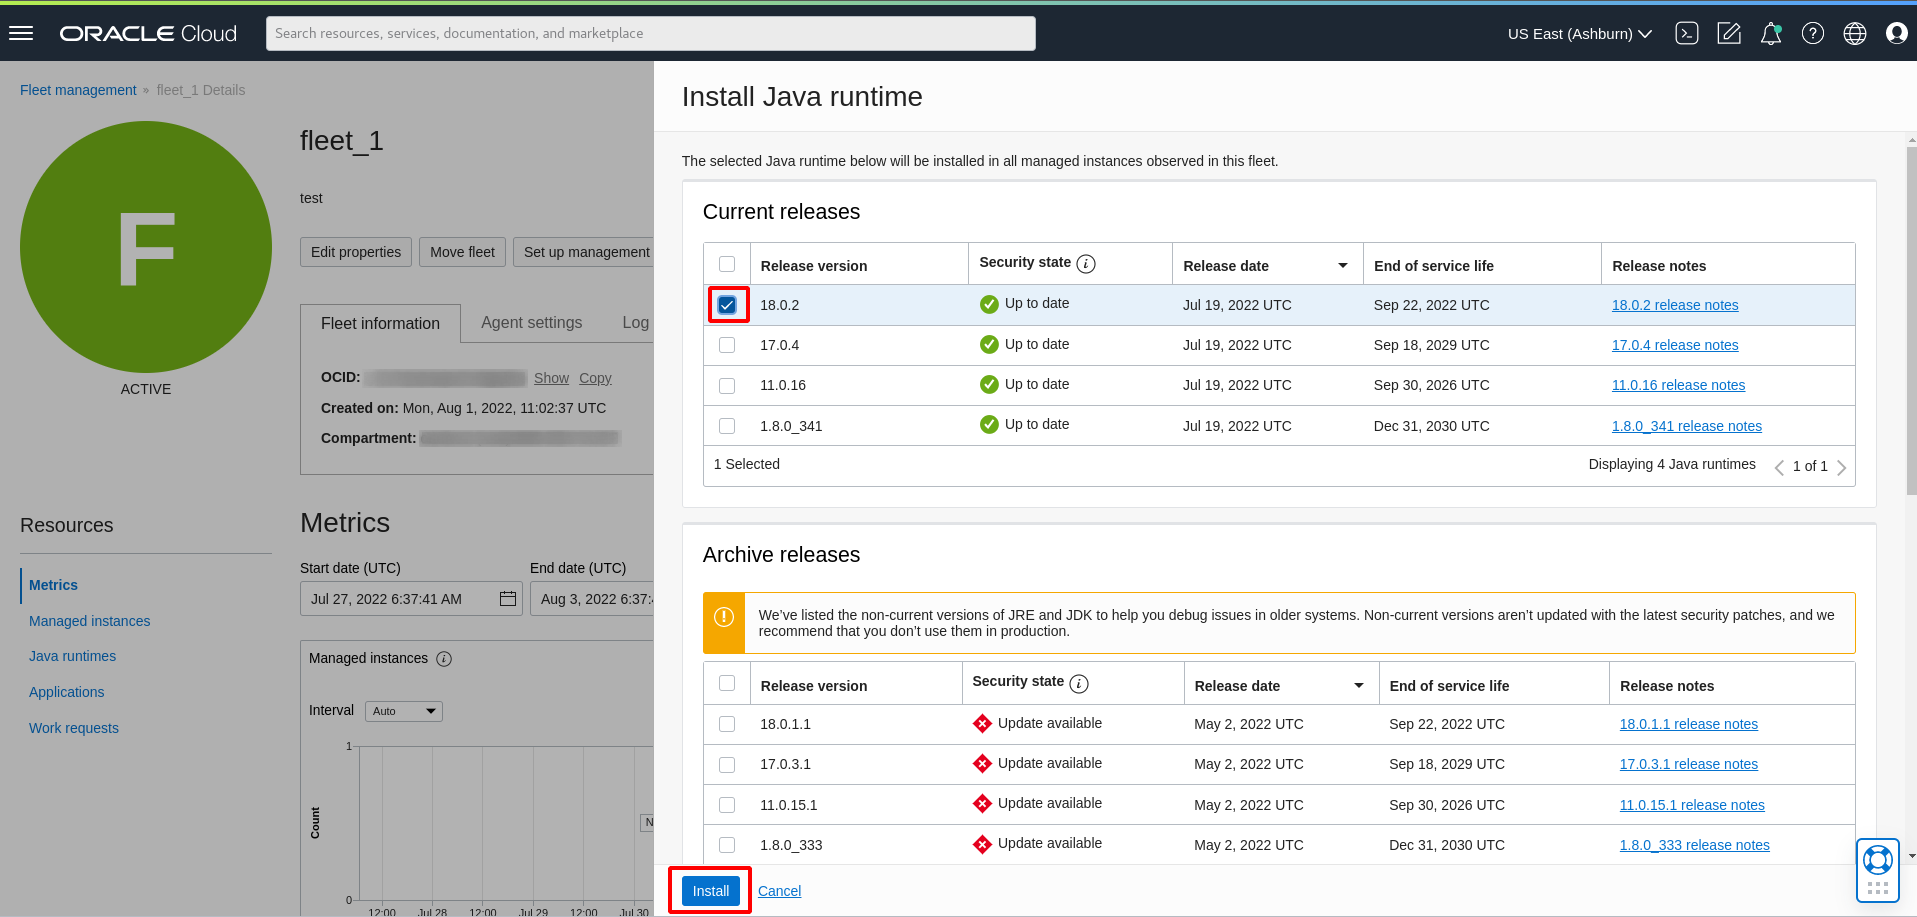 ORACLE Cloud
Search resources, services, documentation, and marketplace
US East (Ashburn)
Fleet management » fleet_1 Details
F
ACTIVE
fleet_1
test
Edit properties
Move fleet
Set up management
Fleet information
Agent settings
Log
OCID: Show Copy
Created on: Mon, Aug 1, 2022, 11:02:37 UTC
Compartment:
Resources
Metrics
Managed instances
Java runtimes
Applications
Work requests
Metrics
Start date (UTC) End date (UTC)
Jul 27, 2022 6:37:41 AM Aug 3, 2022 6:37:4
Managed instances i
Interval Auto
1
Count
N
0
12:00 Jul 28 12:00 Jul 29 12:00 Jul 30
Install Java runtime
The selected Java runtime below will be installed in all managed instances observed in this fleet.
Current releases
Release version Security state i Release date End of service life Release notes
18.0.2 Up to date Jul 19, 2022 UTC Sep 22, 2022 UTC 18.0.2 release notes
17.0.4 Up to date Jul 19, 2022 UTC Sep 18, 2029 UTC 17.0.4 release notes
11.0.16 Up to date Jul 19, 2022 UTC Sep 30, 2026 UTC 11.0.16 release notes
1.8.0_341 Up to date Jul 19, 2022 UTC Dec 31, 2030 UTC 1.8.0_341 release notes
1 Selected Displaying 4 Java runtimes 1 of 1
Archive releases
We’ve listed the non-current versions of JRE and JDK to help you debug issues in older systems. Non-current versions aren’t updated with the latest security patches, and we
recommend that you don’t use them in production.
Release version Security state i Release date End of service life Release notes
18.0.1.1 Update available May 2, 2022 UTC Sep 22, 2022 UTC 18.0.1.1 release notes
17.0.3.1 Update available May 2, 2022 UTC Sep 18, 2029 UTC 17.0.3.1 release notes
11.0.15.1 Update available May 2, 2022 UTC Sep 30, 2026 UTC 11.0.15.1 release notes
1.8.0_333 Update available May 2, 2022 UTC Dec 31, 2030 UTC 1.8.0_333 release notes
Install Cancel